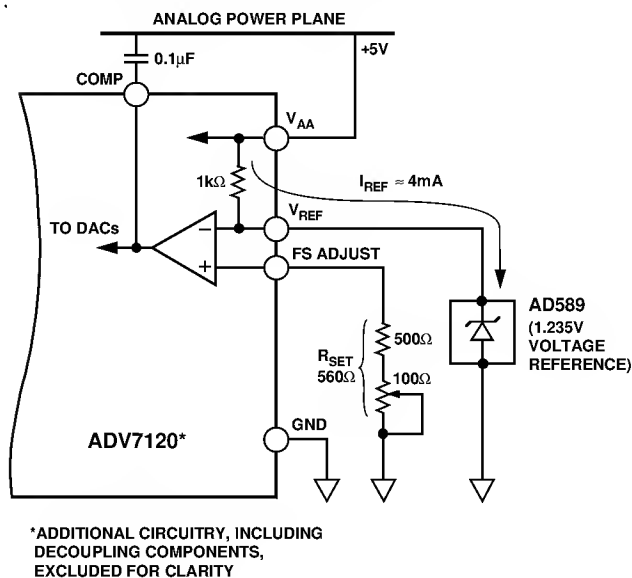 ANALOG POWER PLANE
+5V
0.1µF
COMP
VAA
1kΩ
IREF ≈ 4mA
VREF
TO DACs
FS ADJUST
AD589
(1.235V
VOLTAGE
REFERENCE)
500Ω
RSET
560Ω
100Ω
GND
ADV7120*
*ADDITIONAL CIRCUITRY, INCLUDING
DECOUPLING COMPONENTS,
EXCLUDED FOR CLARITY